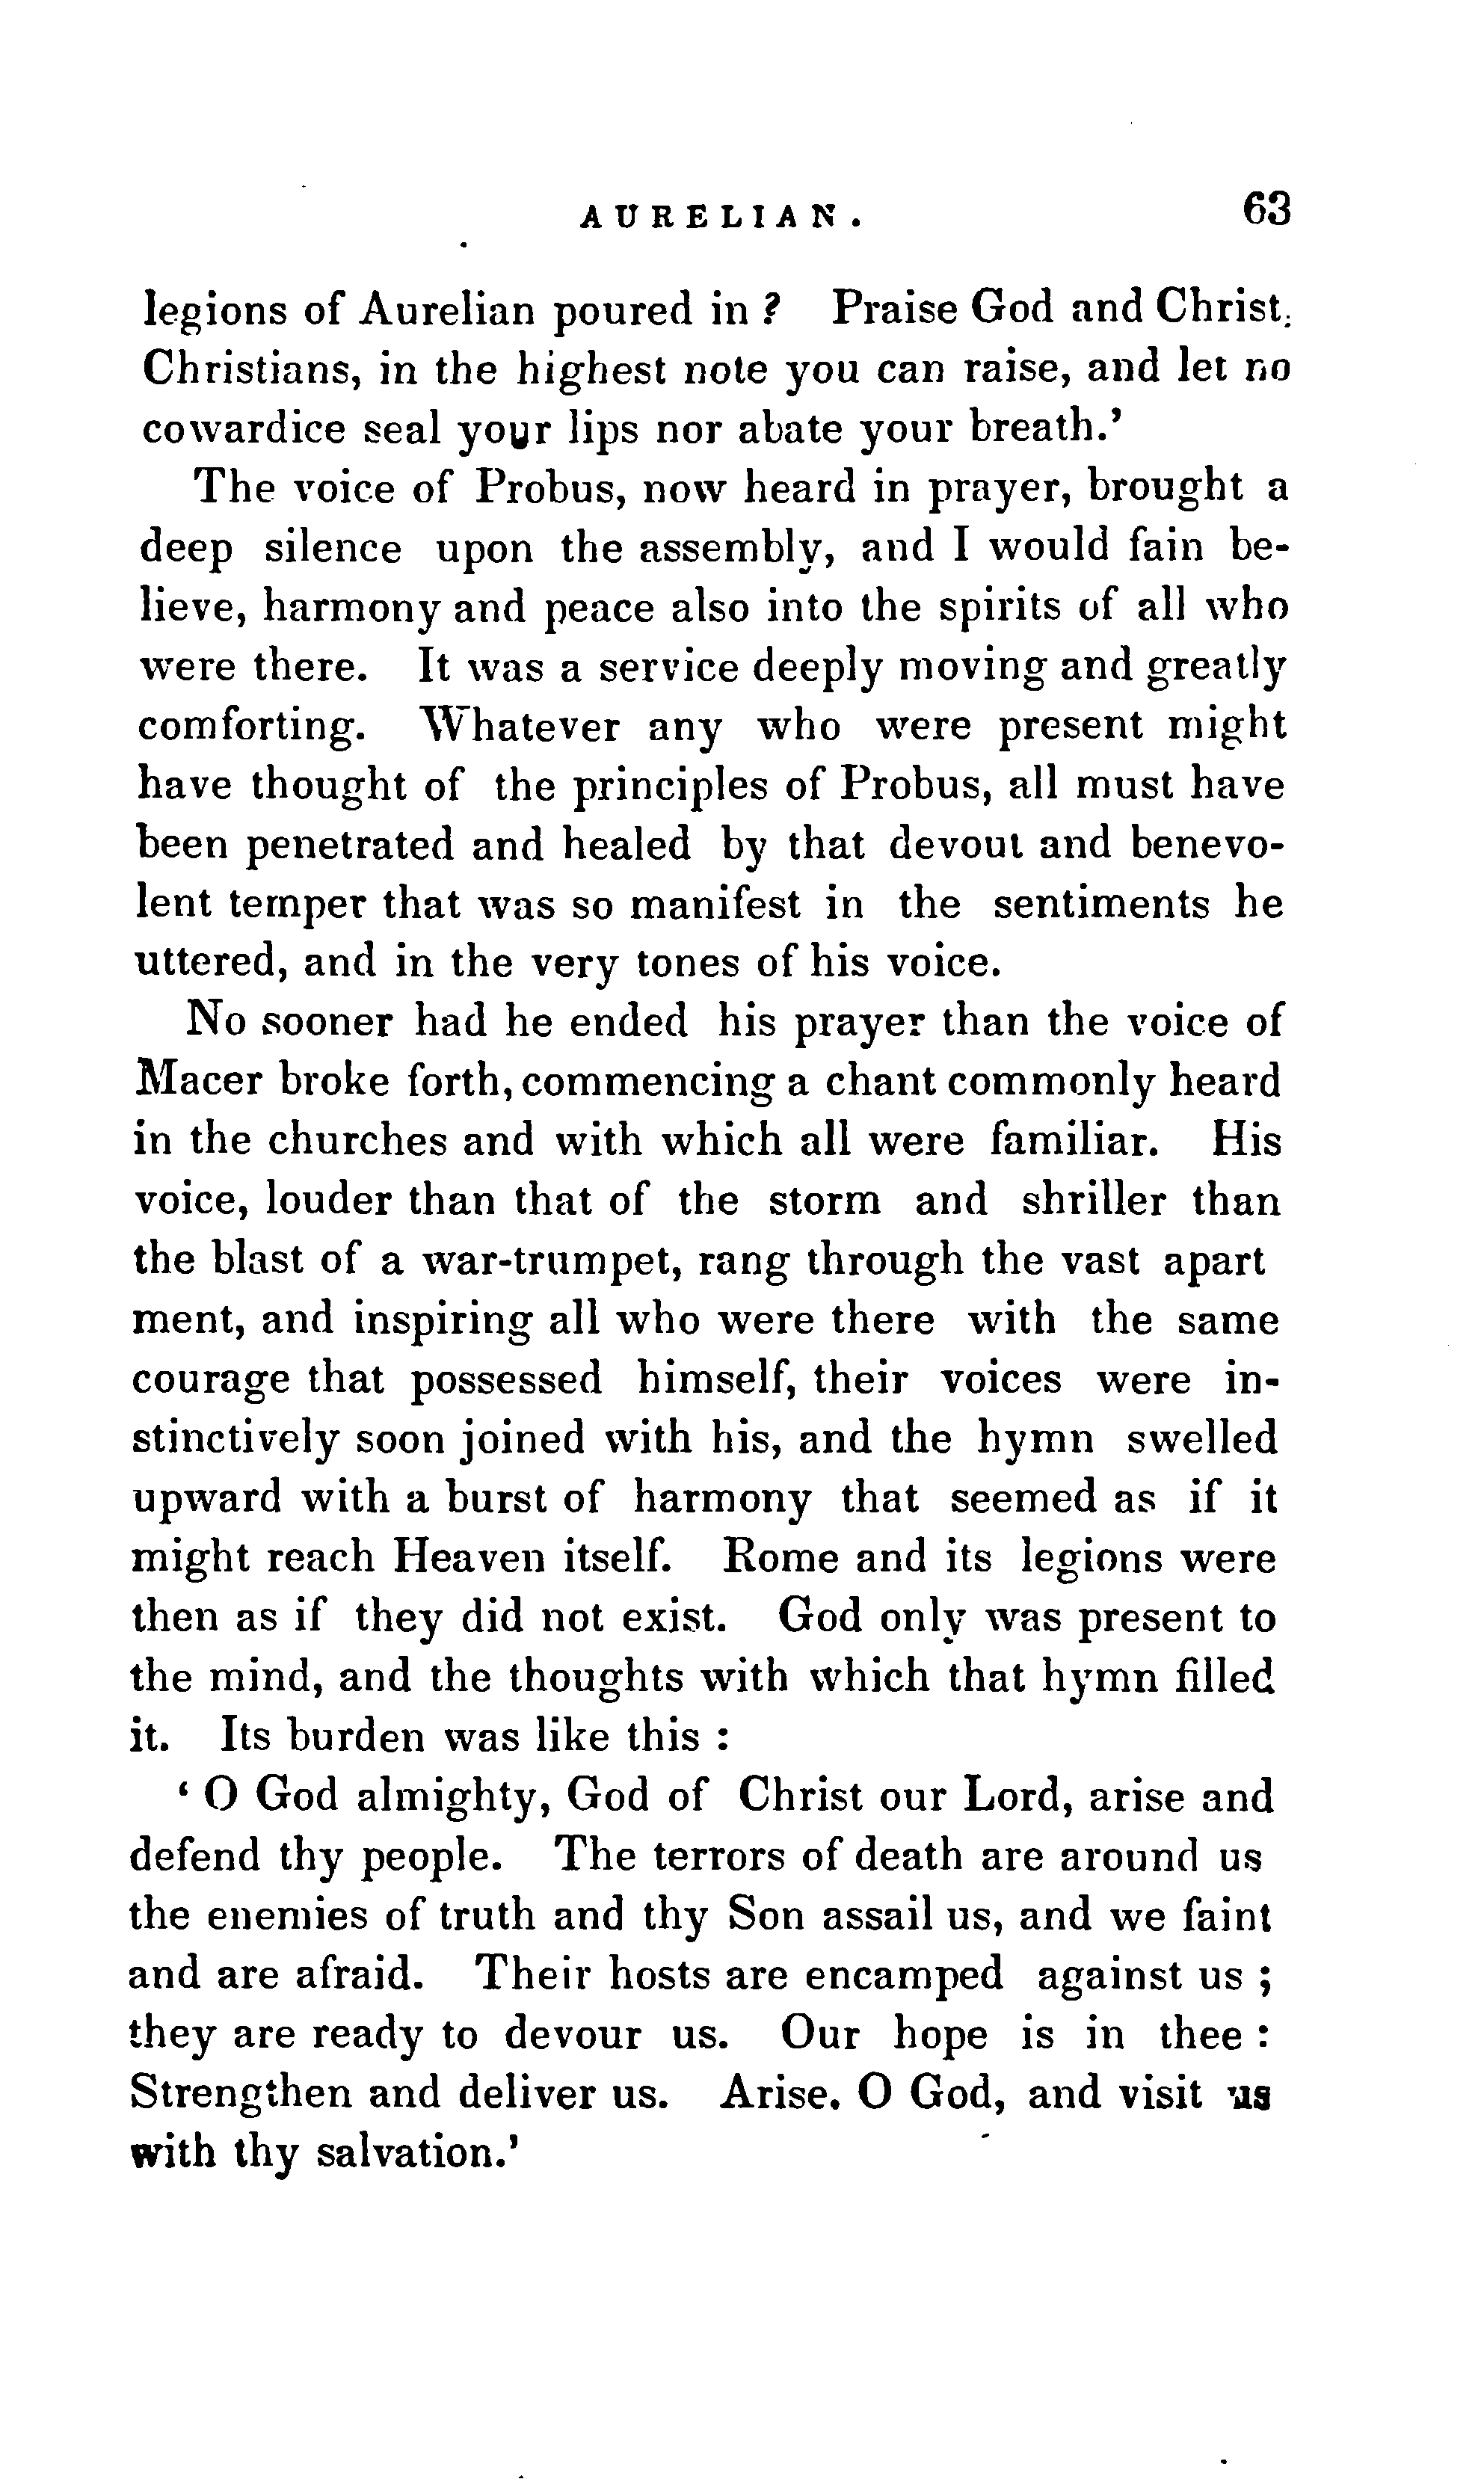 AURELIAN. 63
legions of Aurelian poured in ? Praise God and Christ.
Christians, in the highest note you can raise, and let no
cowardice seal your lips nor abate your breath.’
The voice of Probus, now heard in prayer, brought a
deep silence upon the assembly, and I would fain be-
lieve, harmony and peace also into the spirits of all who
were there. It was a service deeply moving and greatly
comforting. Whatever any who were present might
have thought of the principles of Probus, all must have
been penetrated and healed by that devout and benevo-
lent temper that was so manifest in the sentiments he
uttered, and in the very tones of his voice.
No sooner had he ended his prayer than the voice of
Macer broke forth, commencing a chant commonly heard
in the churches and with which all were familiar. His
voice, louder than that of the storm and shriller than
the blast of a war-trumpet, rang through the vast apart
ment, and inspiring all who were there with the same
courage that possessed himself, their voices were in-
stinctively soon joined with his, and the hymn swelled
upward with a burst of harmony that seemed as if it
might reach Heaven itself. Rome and its legions were
then as if they did not exist. God only was present to
the mind, and the thoughts with which that hymn filled
it. Its burden was like this :
‘ O God almighty, God of Christ our Lord, arise and
defend thy people. The terrors of death are around us
the enemies of truth and thy Son assail us, and we faint
and are afraid. Their hosts are encamped against us ;
they are ready to devour us. Our hope is in thee :
Strengthen and deliver us. Arise. O God, and visit us
with thy salvation.’